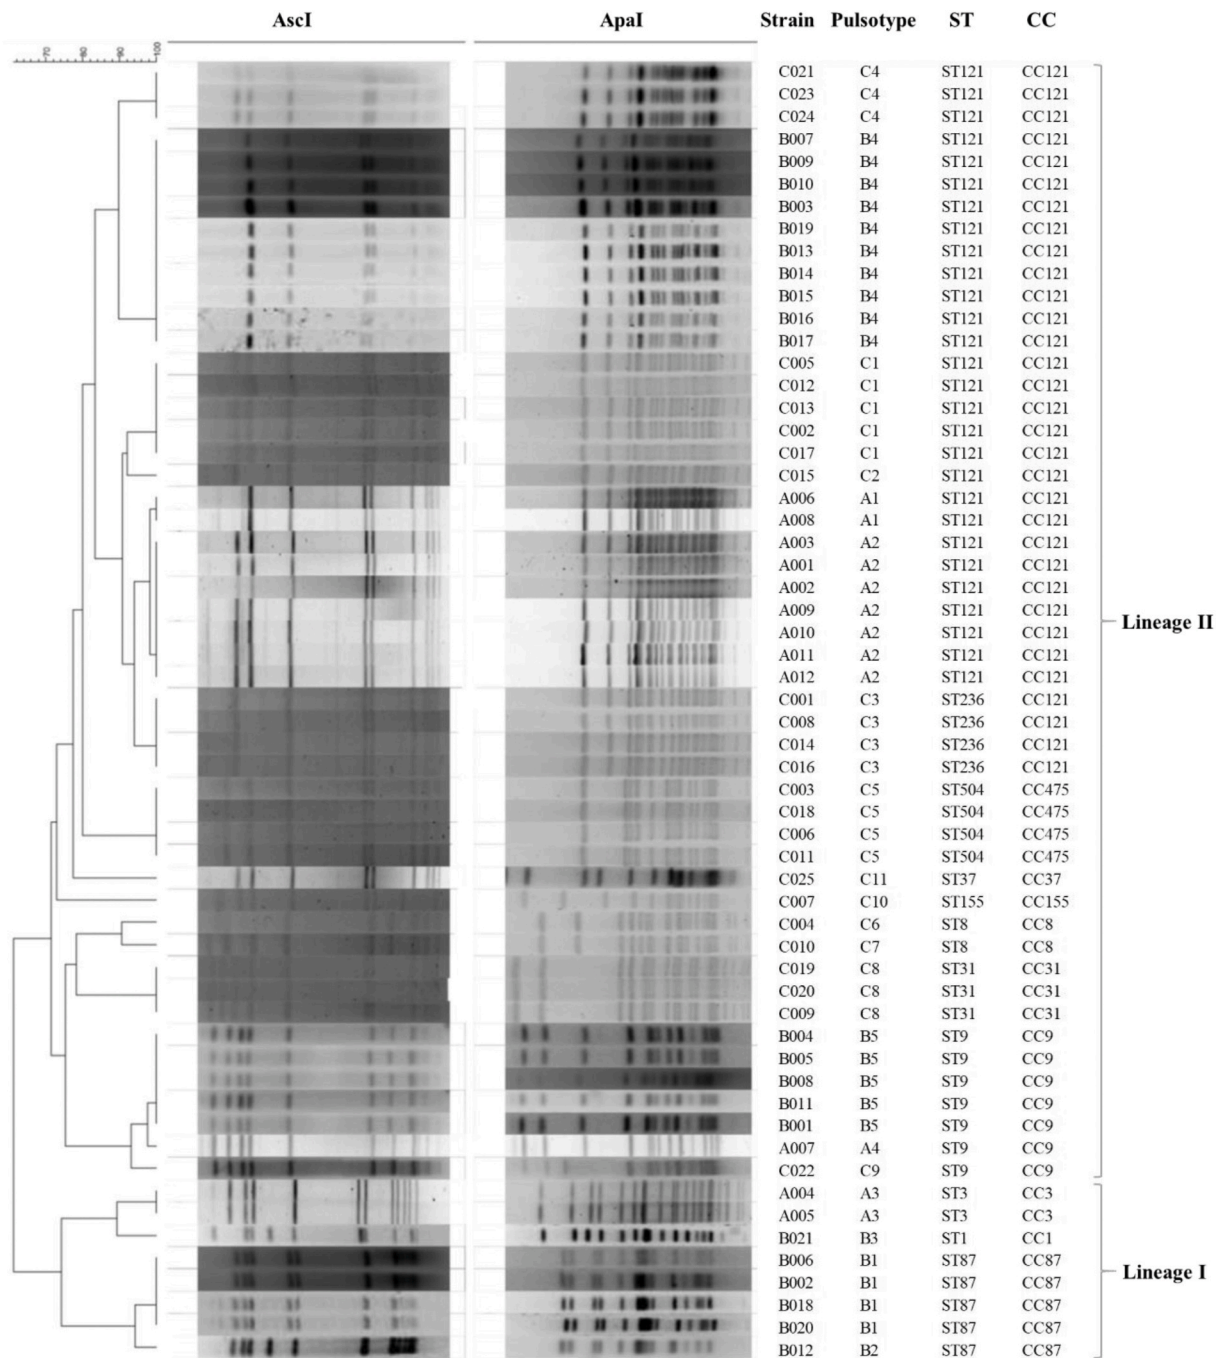 AscI ApaI Strain Pulsotype ST CC
70 80 90 100
C021 C4 ST121 CC121
C023 C4 ST121 CC121
C024 C4 ST121 CC121
B007 B4 ST121 CC121
B009 B4 ST121 CC121
B010 B4 ST121 CC121
B003 B4 ST121 CC121
B019 B4 ST121 CC121
B013 B4 ST121 CC121
B014 B4 ST121 CC121
B015 B4 ST121 CC121
B016 B4 ST121 CC121
B017 B4 ST121 CC121
C005 C1 ST121 CC121
C012 C1 ST121 CC121
C013 C1 ST121 CC121
C002 C1 ST121 CC121
C017 C1 ST121 CC121
C015 C2 ST121 CC121
A006 A1 ST121 CC121
A008 A1 ST121 CC121
A003 A2 ST121 CC121
A001 A2 ST121 CC121
A002 A2 ST121 CC121
A009 A2 ST121 CC121
A010 A2 ST121 CC121
Lineage II
A011 A2 ST121 CC121
A012 A2 ST121 CC121
C001 C3 ST236 CC121
C008 C3 ST236 CC121
C014 C3 ST236 CC121
C016 C3 ST236 CC121
C003 C5 ST504 CC475
C018 C5 ST504 CC475
C006 C5 ST504 CC475
C011 C5 ST504 CC475
C025 C11 ST37 CC37
C007 C10 ST155 CC155
C004 C6 ST8 CC8
C010 C7 ST8 CC8
C019 C8 ST31 CC31
C020 C8 ST31 CC31
C009 C8 ST31 CC31
B004 B5 ST9 CC9
B005 B5 ST9 CC9
B008 B5 ST9 CC9
B011 B5 ST9 CC9
B001 B5 ST9 CC9
A007 A4 ST9 CC9
C022 C9 ST9 CC9
A004 A3 ST3 CC3
A005 A3 ST3 CC3
B021 B3 ST1 CC1
B006 B1 ST87 CC87
Lineage I
B002 B1 ST87 CC87
B018 B1 ST87 CC87
B020 B1 ST87 CC87
B012 B2 ST87 CC87